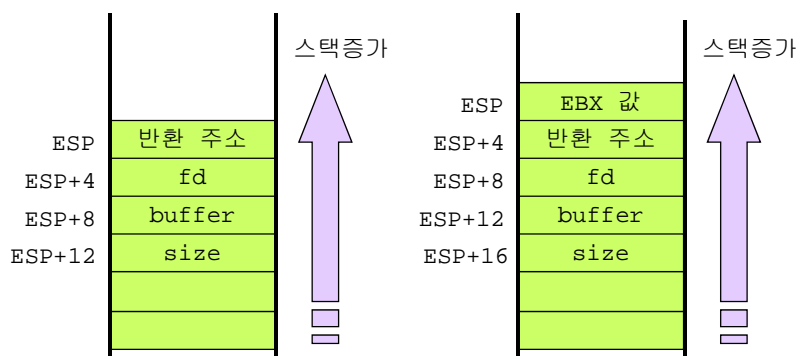 스택증가
ESP 반환 주소
ESP+4 fd
ESP+8 buffer
ESP+12 size
스택증가
ESP EBX 값
ESP+4 반환 주소
ESP+8 fd
ESP+12 buffer
ESP+16 size